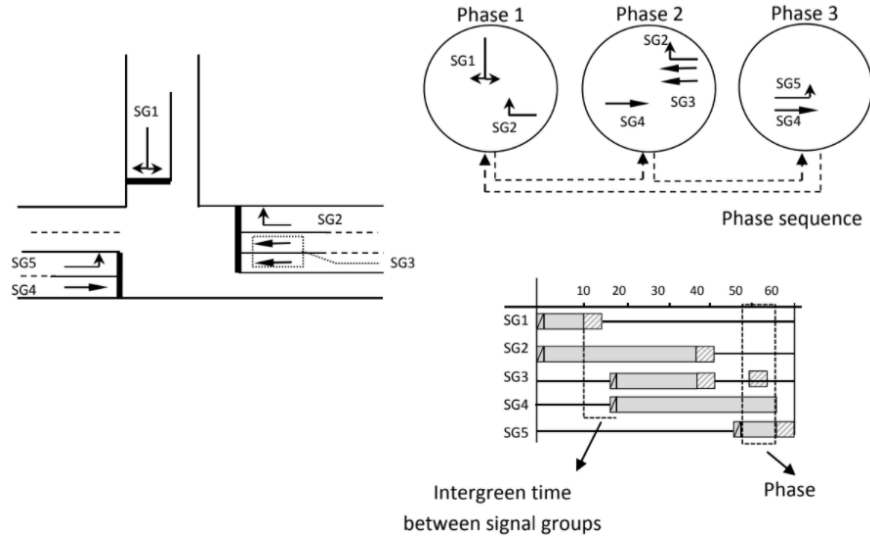 Phase 1
Phase 2
Phase 3
SG1
SG2
SG2
SG3
SG4
SG5
SG4
Phase sequence
SG1
SG2
SG3
SG5
SG4
10 20 30 40 50 60
SG1
SG2
SG3
SG4
SG5
Intergreen time
between signal groups
Phase